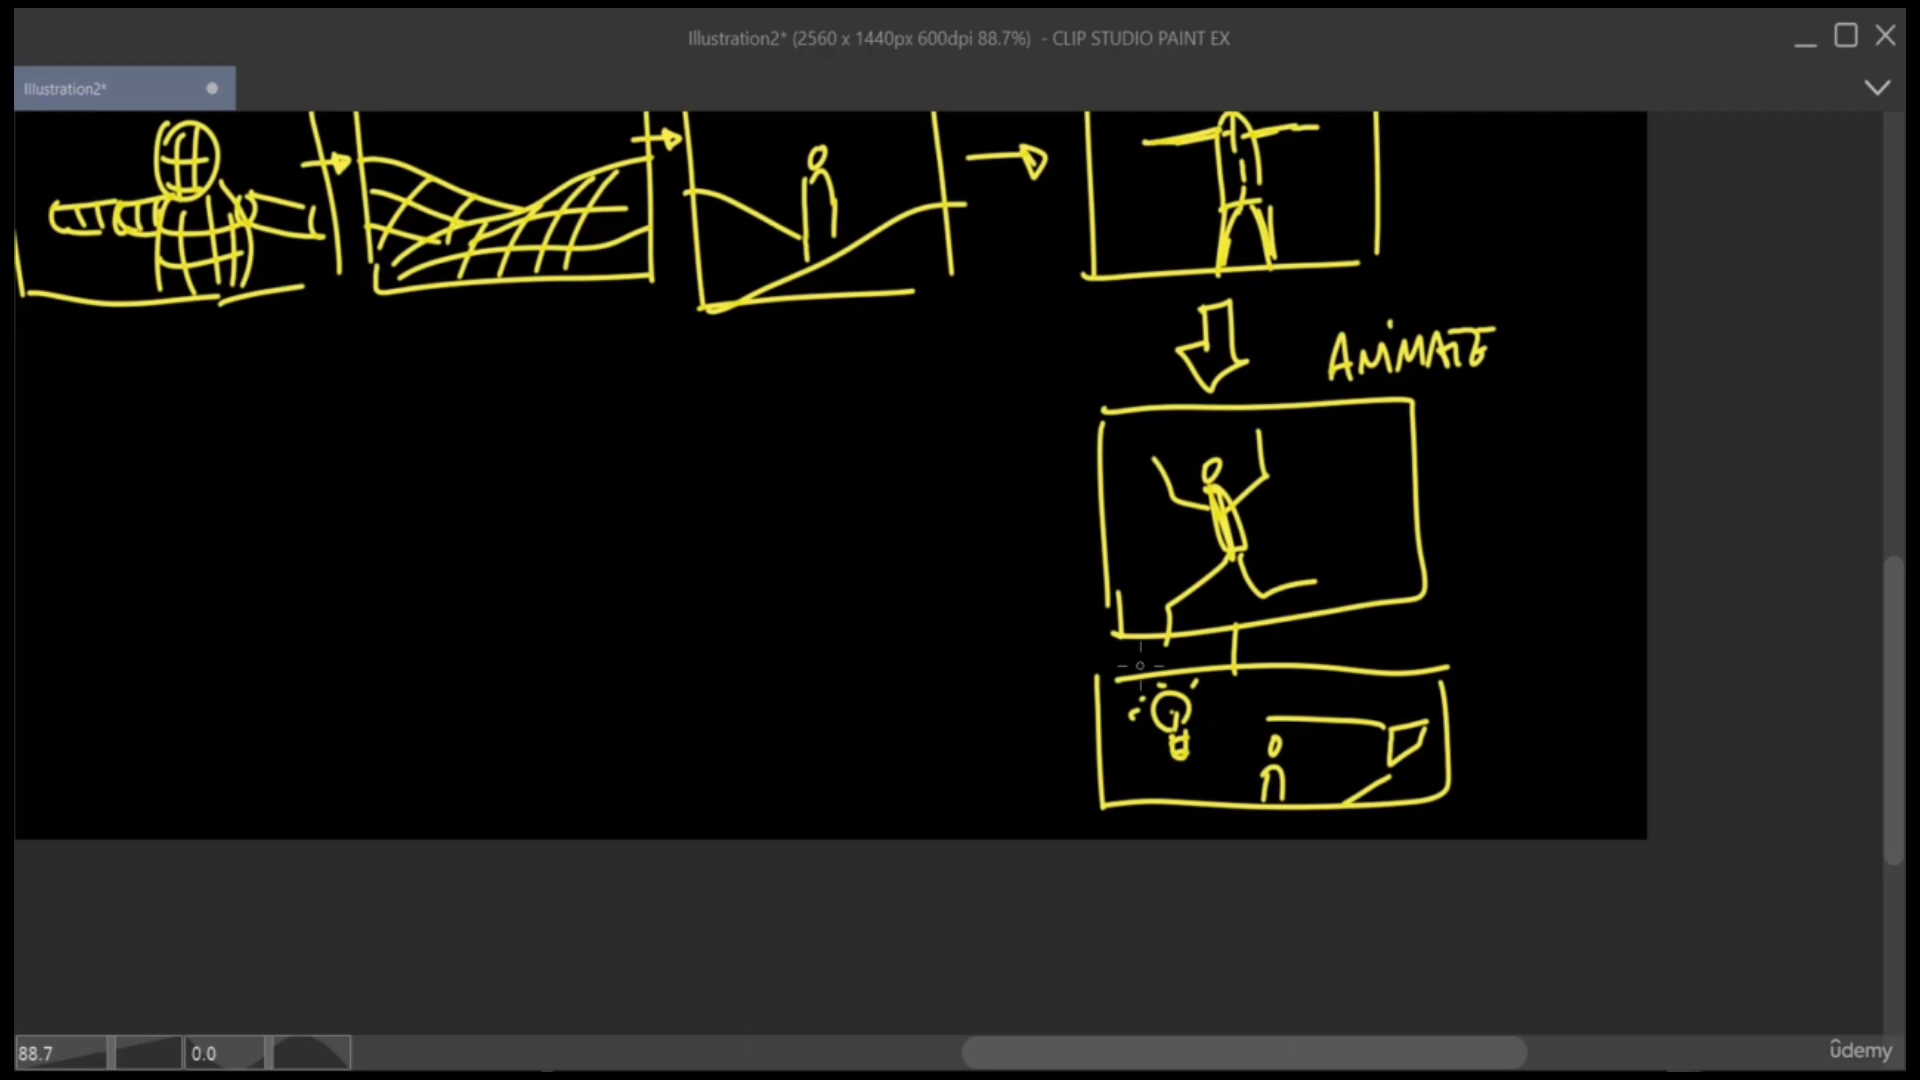 Illustration2* (2560 x 1440px 600dpi 88.7%) - CLIP STUDIO PAINT EX
Illustration2*
ANiMATE
88.7
0.0
ûdemy